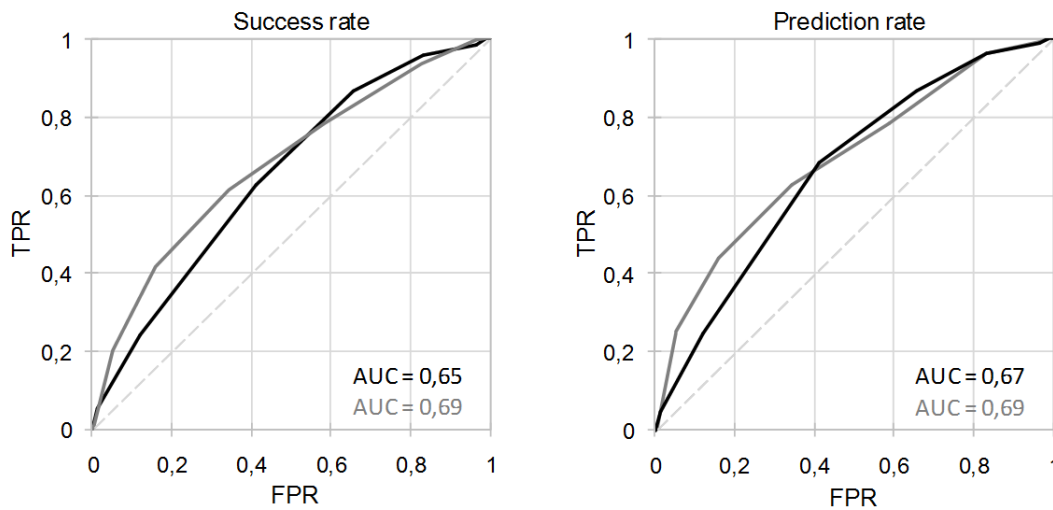 Success rate
1
0,8
0,6
0,4
0,2
0
TPR
AUC = 0,65
AUC = 0,69
0 0,2 0,4 0,6 0,8 1
FPR
Prediction rate
1
0,8
0,6
0,4
0,2
0
TPR
AUC = 0,67
AUC = 0,69
0 0,2 0,4 0,6 0,8 1
FPR